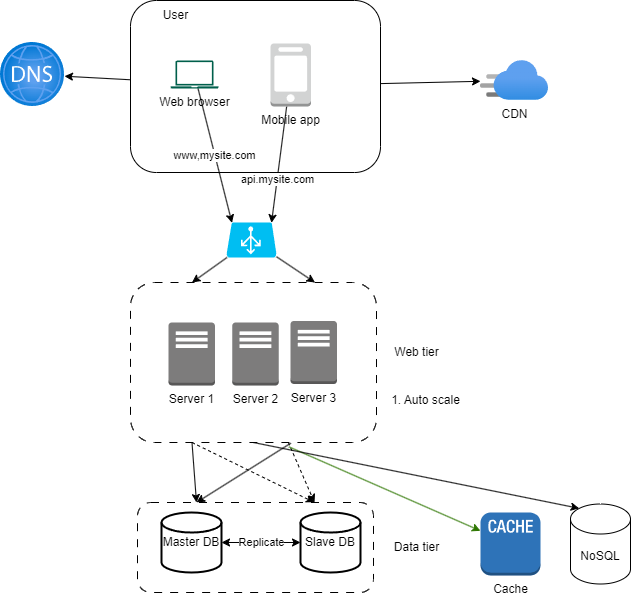 User
DNS
Web browser
Mobile app
CDN
www,mysite.com
api.mysite.com
Web tier
Server 1
Server 2
Server 3
1. Auto scale
Master DB
Replicate
Slave DB
Data tier
CACHE
Cache
NoSQL